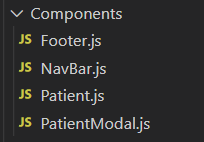 Components
JS Footer.js
JS NavBar.js
JS Patient.js
JS PatientModal.js